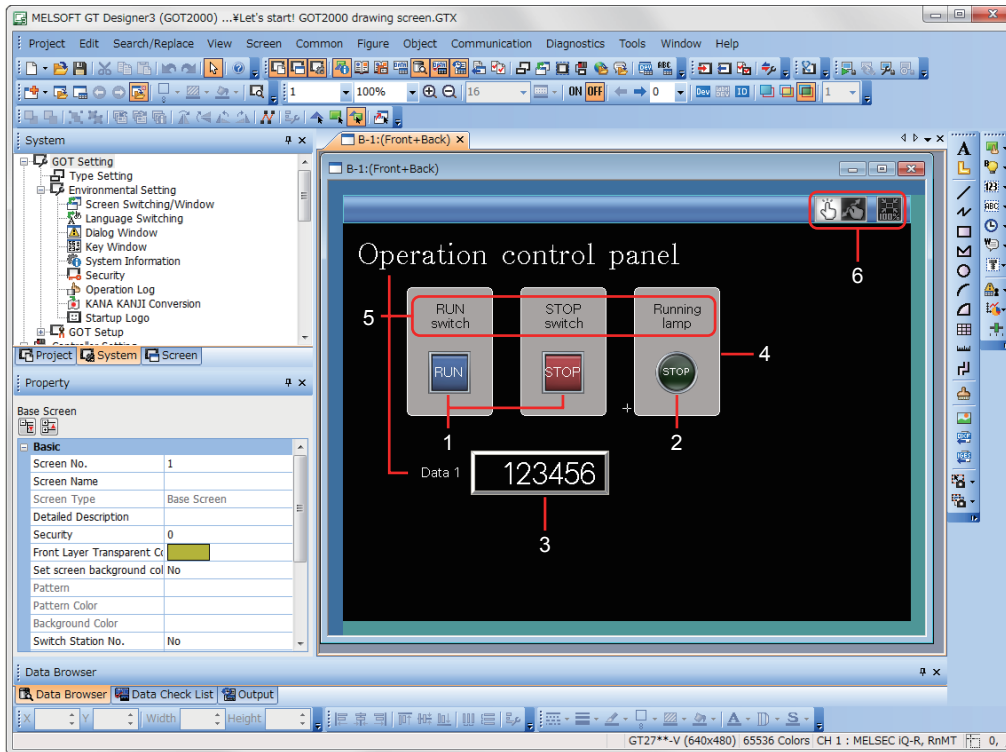 MELSOFT GT Designer3 (GOT2000) ...¥Let's start! GOT2000 drawing screen.GTX
Project Edit Search/Replace View Screen Common Figure Object Communication Diagnostics Tools Window Help
1 100% 16 ON OFF 0 Dev ID 1
System
B-1:(Front+Back)
GOT Setting
Type Setting
Environmental Setting
Screen Switching/Window
Language Switching
Dialog Window
Key Window
System Information
Security
Operation Log
KANA KANJI Conversion
Startup Logo
GOT Setup
Project System Screen
Property
Base Screen
Basic
Screen No. 1
Screen Name
Screen Type Base Screen
Detailed Description
Security 0
Front Layer Transparent Co
Set screen background col No
Pattern
Pattern Color
Background Color
Switch Station No. No
B-1:(Front+Back)
100%
6
Operation control panel
5
RUN switch
STOP switch
Running lamp
4
RUN
STOP
STOP
1
2
Data 1
123456
3
A
123
ABC
T
Data Browser
Data Browser Data Check List Output
X Y Width Height
A D S
GT27**-V (640x480) 65536 Colors CH 1 : MELSEC iQ-R, RnMT 0,